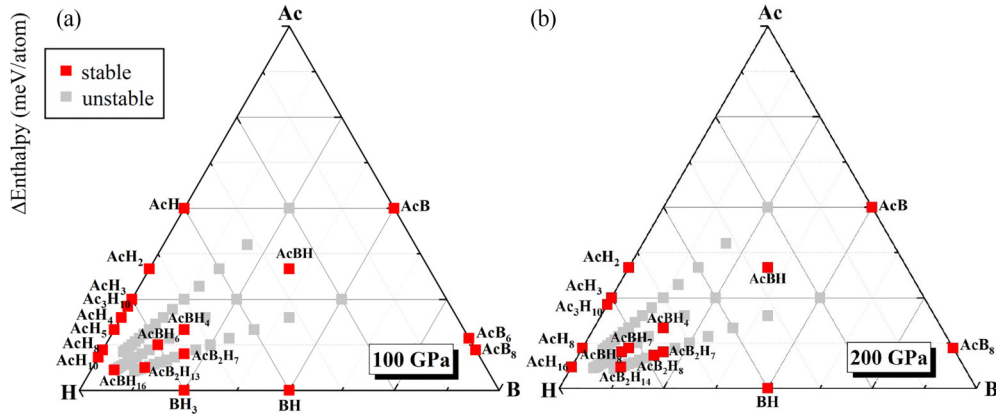 (a)
Ac
ΔEnthalpy (meV/atom)
stable
unstable
AcH
AcB
AcH₂
AcBH
AcH₃
Ac₃H₁₀
AcH₄
AcBH₄
AcH₅
AcBH₆
AcB₆
AcH₈
AcB₂H₇
AcB₈
AcH₁₀
100 GPa
AcBH₁₆
AcB₂H₁₃
H
BH₃
BH
B
(b)
Ac
AcB
AcH₂
AcBH
AcH₃
Ac₃H₁₀
AcBH₄
AcH₈
AcBH₇
AcB₂H₇
AcB₈
AcBH₈
AcB₂H₈
200 GPa
AcH₁₆
AcB₂H₁₄
H
BH
B